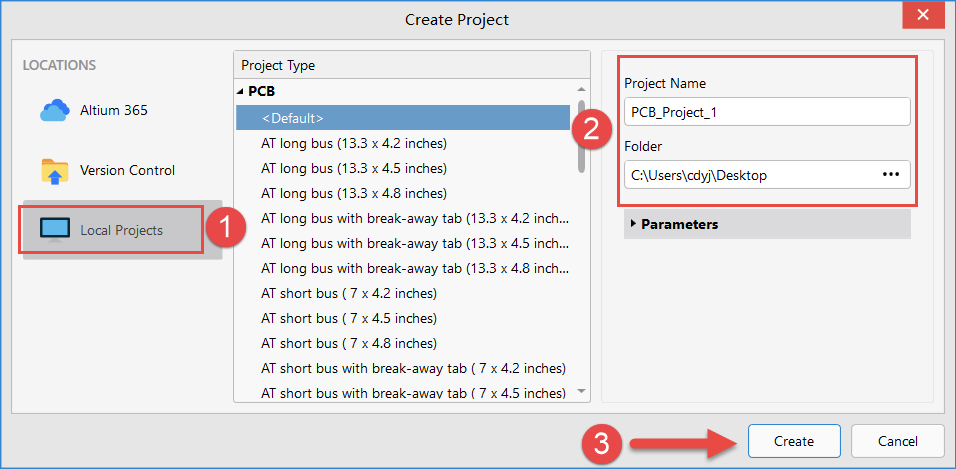 Create Project
LOCATIONS
Altium 365
Version Control
Local Projects
1
Project Type
PCB
<Default>
AT long bus (13.3 x 4.2 inches)
AT long bus (13.3 x 4.5 inches)
AT long bus (13.3 x 4.8 inches)
AT long bus with break-away tab (13.3 x 4.2 inch...
AT long bus with break-away tab (13.3 x 4.5 inch...
AT long bus with break-away tab (13.3 x 4.8 inch...
AT short bus ( 7 x 4.2 inches)
AT short bus ( 7 x 4.5 inches)
AT short bus ( 7 x 4.8 inches)
AT short bus with break-away tab ( 7 x 4.2 inches)
AT short bus with break-away tab ( 7 x 4.5 inches)
2
Project Name
PCB_Project_1
Folder
C:\Users\cdyj\Desktop
•••
Parameters
3
Create
Cancel